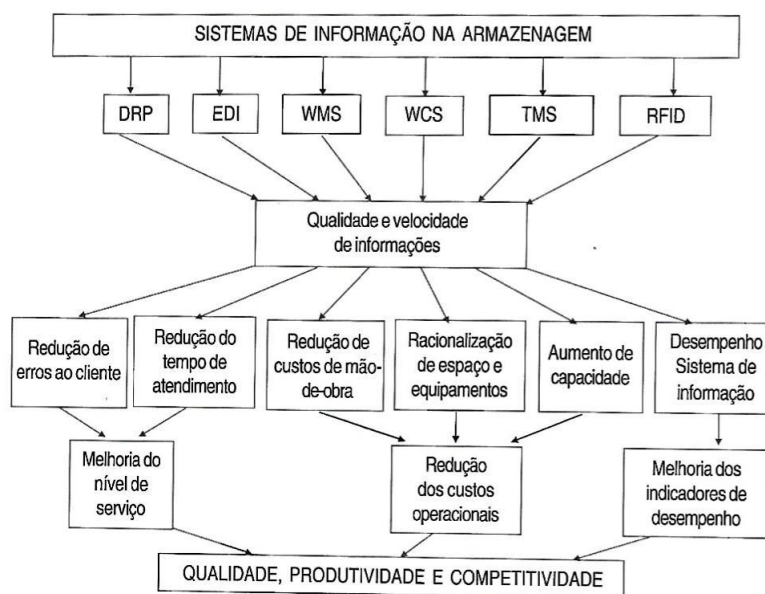 SISTEMAS DE INFORMAÇÃO NA ARMAZENAGEM
DRP
EDI
WMS
WCS
TMS
RFID
Qualidade e velocidade
de informações
Redução de
erros ao cliente
Redução do
tempo de
atendimento
Redução de
custos de mão-
de-obra
Racionalização
de espaço e
equipamentos
Aumento de
capacidade
Desempenho
Sistema de
informação
Melhoria do
nível de
serviço
Redução
dos custos
operacionais
Melhoria dos
indicadores de
desempenho
QUALIDADE, PRODUTIVIDADE E COMPETITIVIDADE